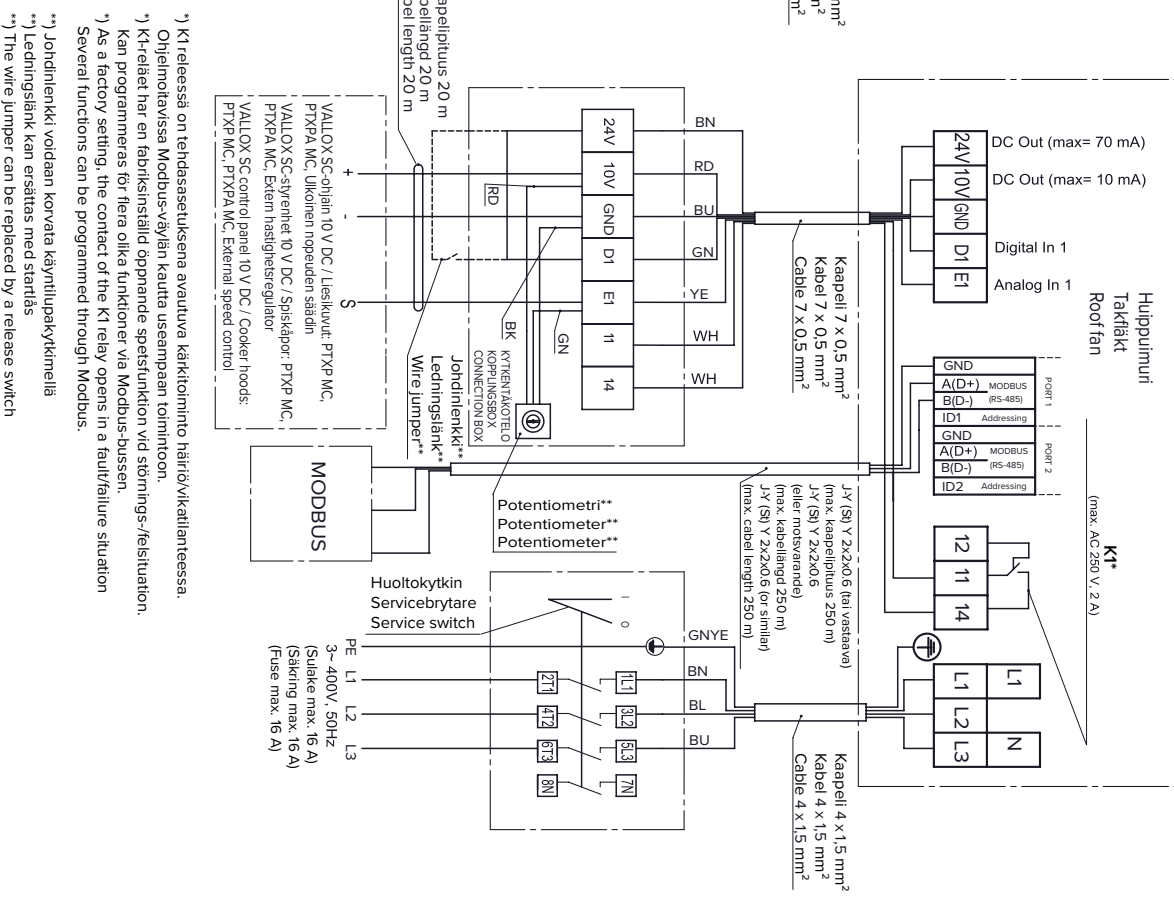 Huippuimuri
Takfläkt
Roof fan
24V
10V
GND
D1
E1
DC Out (max= 70 mA)
DC Out (max= 10 mA)
Digital In 1
Analog In 1
GND
A(D+)
B(D-)
MODBUS
(RS-485)
ID1 Addressing
PORT 1
GND
A(D+)
B(D-)
MODBUS
(RS-485)
ID2 Addressing
PORT 2
K1*
(max. AC 250 V, 2 A)
12
11
14
L1
N
L1
L2
L3
mm²
m²
Kaapeli 7 x 0,5 mm²
Kabel 7 x 0,5 mm²
Cable 7 x 0,5 mm²
J-Y (St) Y 2x2x0.6 (tai vastaava)
(max. kaapelipituus 250 m)
J-Y (St) Y 2x2x0.6
(eller motsvarande)
(max. kabellängd 250 m)
J-Y (St) Y 2x2x0.6 (or similar)
(max. cabel length 250 m)
Kaapeli 4 x 1,5 mm²
Kabel 4 x 1,5 mm²
Cable 4 x 1,5 mm²
BN
RD
BU
GN
YE
WH
WH
24V
10V
GND
D1
E1
11
14
RD
BK
GN
KYTKENTÄKOTELO
KOPPLINGSBOX
CONNECTION BOX
Johdinlenkki**
Ledningslänk**
Wire jumper**
Potentiometri**
Potentiometer**
Potentiometer**
GNYE
BN
BL
BU
I
O
1L1
3L2
5L3
7N
2T1
4T2
6T3
8N
Huoltokytkin
Servicebrytare
Service switch
PE
L1
L2
L3
3~ 400V, 50Hz
(Sulake max. 16 A)
(Säkring max. 16 A)
(Fuse max. 16 A)
MODBUS
aapelipituus 20 m
bellängd 20 m
bel length 20 m
+
-
S
VALLOX SC-ohjain 10 V DC / Liesikuvut: PTXP MC,
PTXPA MC, Ulkoinen nopeuden säädin
VALLOX SC-styrenhet 10 V DC / Spiskåpor: PTXP MC,
PTXPA MC, Extern hastighetsregulator
VALLOX SC control panel 10 V DC / Cooker hoods:
PTXP MC, PTXPA MC, External speed control
*) K1 releessä on tehdasasetuksena avautuva kärkitoiminto häiriö/vikatilanteessa.
Ohjelmoitavissa Modbus-väylän kautta useampaan toimintoon.
*) K1-reläet har en fabriksinställd öppnande spetsfunktion vid störnings-/felsituation.
Kan programmeras för flera olika funktioner via Modbus-bussen.
*) As a factory setting, the contact of the K1 relay opens in a fault/failure situation
Several functions can be programmed through Modbus.
**) Johdinlenkki voidaan korvata käyntilupakytkimellä
**) Ledningslänk kan ersättas med startlås
**) The wire jumper can be replaced by a release switch